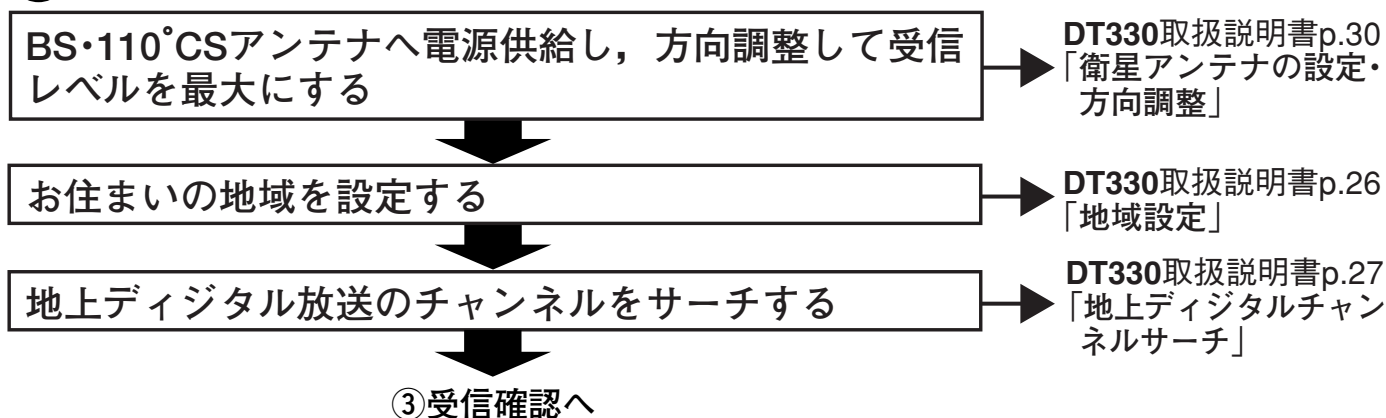 BS・110°CSアンテナへ電源供給し，方向調整して受信
レベルを最大にする
DT330取扱説明書p.30
「衛星アンテナの設定・
方向調整」
お住まいの地域を設定する
DT330取扱説明書p.26
「地域設定」
地上ディジタル放送のチャンネルをサーチする
DT330取扱説明書p.27
「地上ディジタルチャン
ネルサーチ」
③受信確認へ